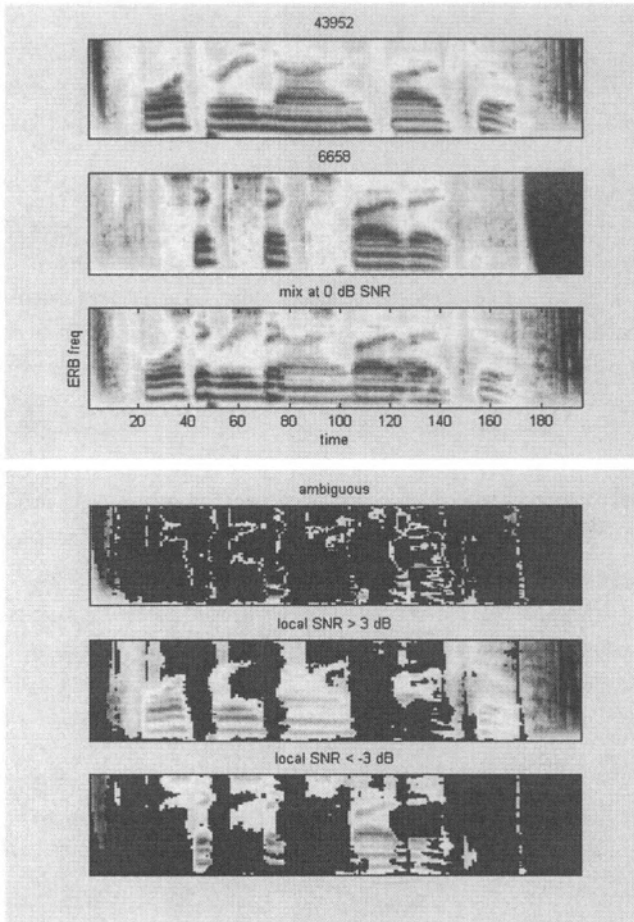 43952
6658
mix at 0 dB SNR
ERB freq
20 40 60 80 100 120 140 160 180
time
ambiguous
local SNR > 3 dB
local SNR < -3 dB